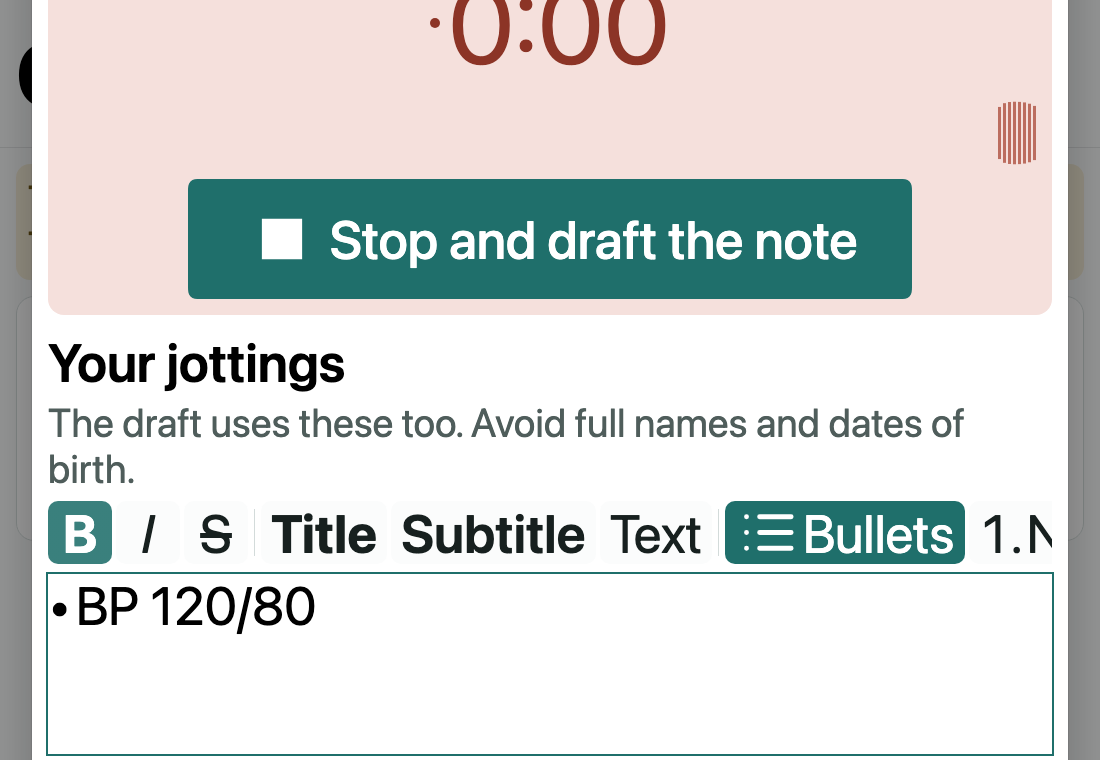 0:00
Stop and draft the note
Your jottings
The draft uses these too. Avoid full names and dates of
birth.
B I S Title Subtitle Text Bullets 1.
• BP 120/80